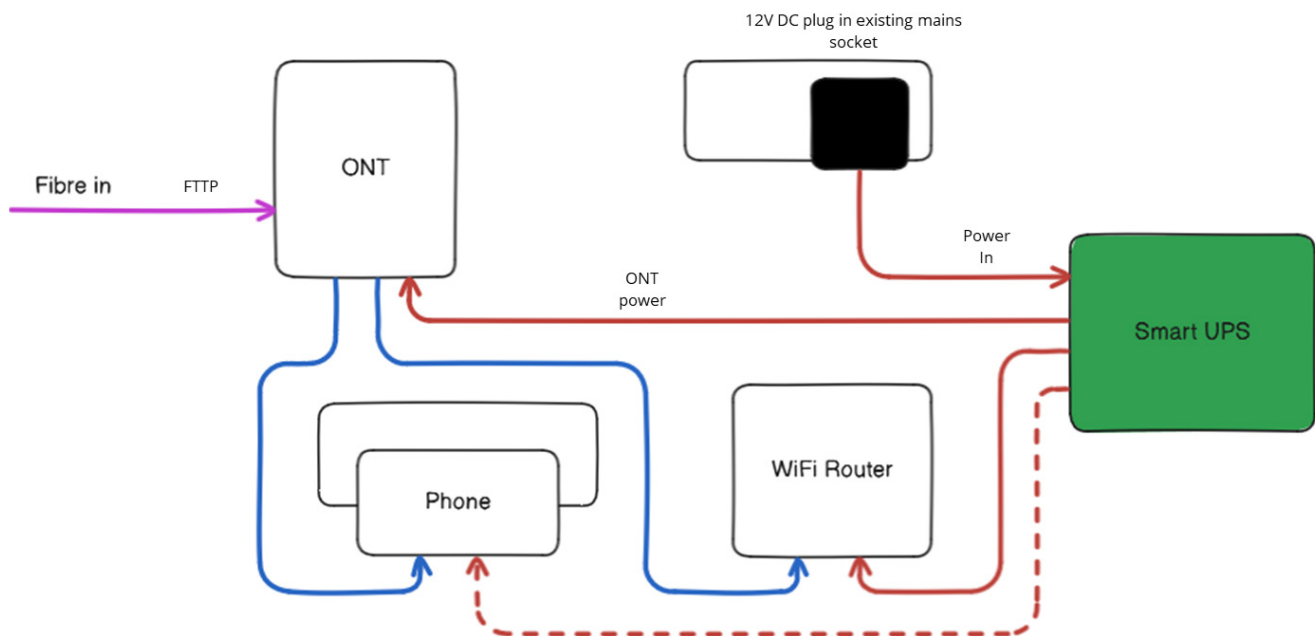 12V DC plug in existing mains
socket
ONT
Fibre in
FTTP
Power
In
ONT
power
Smart UPS
WiFi Router
Phone